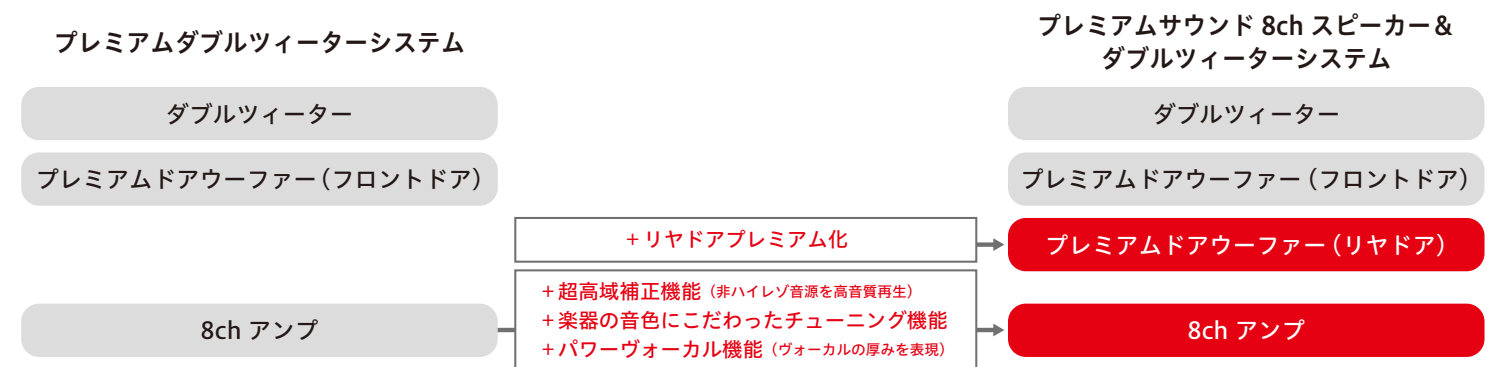 プレミアムダブルツィーターシステム
ダブルツィーター
プレミアムドアウーファー(フロントドア)
8ch アンプ
+リヤドアプレミアム化
+超高域補正機能(非ハイレゾ音源を高音質再生)
+楽器の音色にこだわったチューニング機能
+パワーヴォーカル機能(ヴォーカルの厚みを表現)
プレミアムサウンド 8ch スピーカー&
ダブルツィーターシステム
ダブルツィーター
プレミアムドアウーファー(フロントドア)
プレミアムドアウーファー(リヤドア)
8ch アンプ